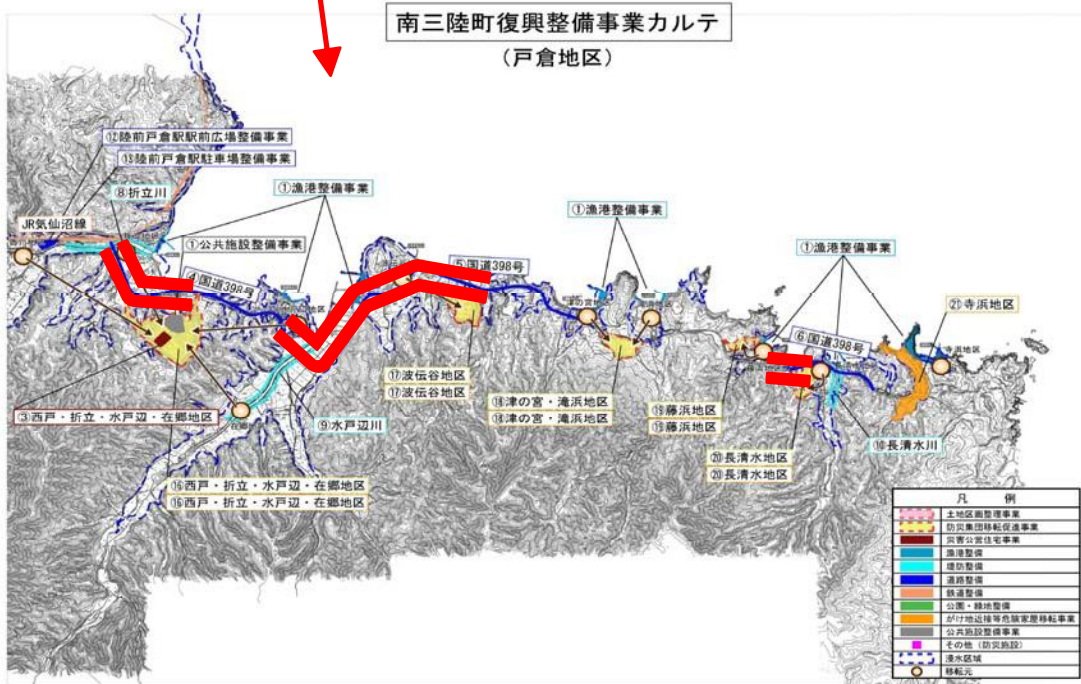 南三陸町復興整備事業カルテ
（戸倉地区）
⑫陸前戸倉駅駅前広場整備事業
⑬陸前戸倉駅駐車場整備事業
⑧折立川
①漁港整備事業
①漁港整備事業
①漁港整備事業
JR気仙沼線
①公共施設整備事業
④国道398号
⑤国道398号
⑥国道398号
㉑寺浜地区
⑰波伝谷地区
⑰波伝谷地区
③西戸・折立・水戸辺・在郷地区
⑨水戸辺川
⑱津の宮・滝浜地区
⑱津の宮・滝浜地区
⑲藤浜地区
⑲藤浜地区
⑩長清水川
⑳長清水地区
⑳長清水地区
⑯西戸・折立・水戸辺・在郷地区
⑯西戸・折立・水戸辺・在郷地区
凡 例
土地区画整理事業
防災集団移転促進事業
災害公営住宅事業
漁港整備
堤防整備
道路整備
鉄道整備
公園・緑地整備
がけ地近接等危険家屋移転事業
公共施設整備事業
その他（防災施設）
浸水区域
移転元